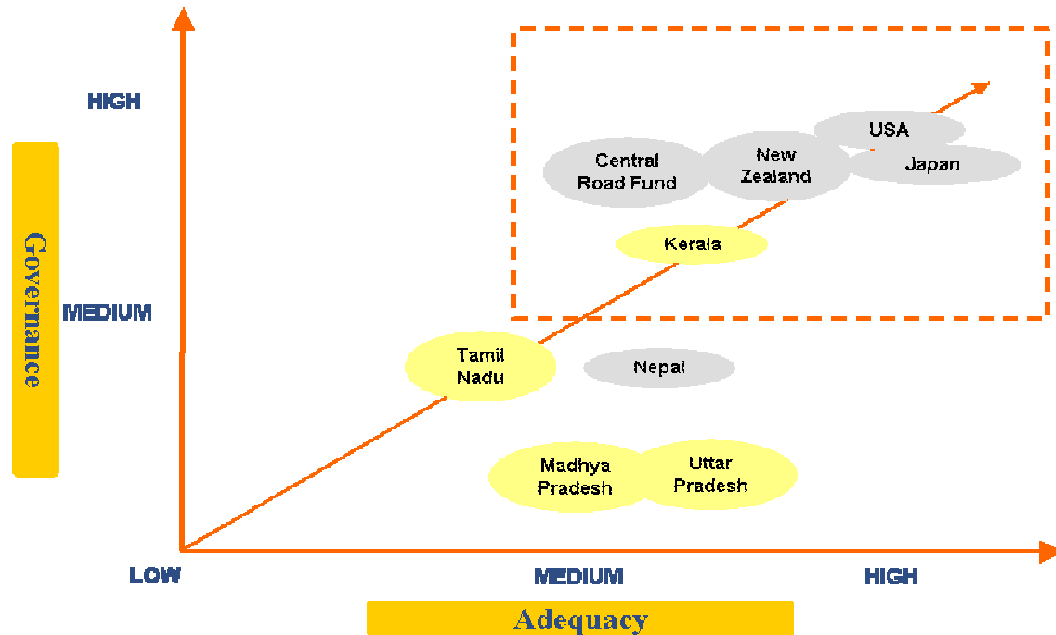 HIGH
USA
New
Zealand
Central
Road Fund
Japan
Kerala
Governance
MEDIUM
Tamil
Nadu
Nepal
Madhya
Pradesh
Uttar
Pradesh
LOW
MEDIUM
HIGH
Adequacy